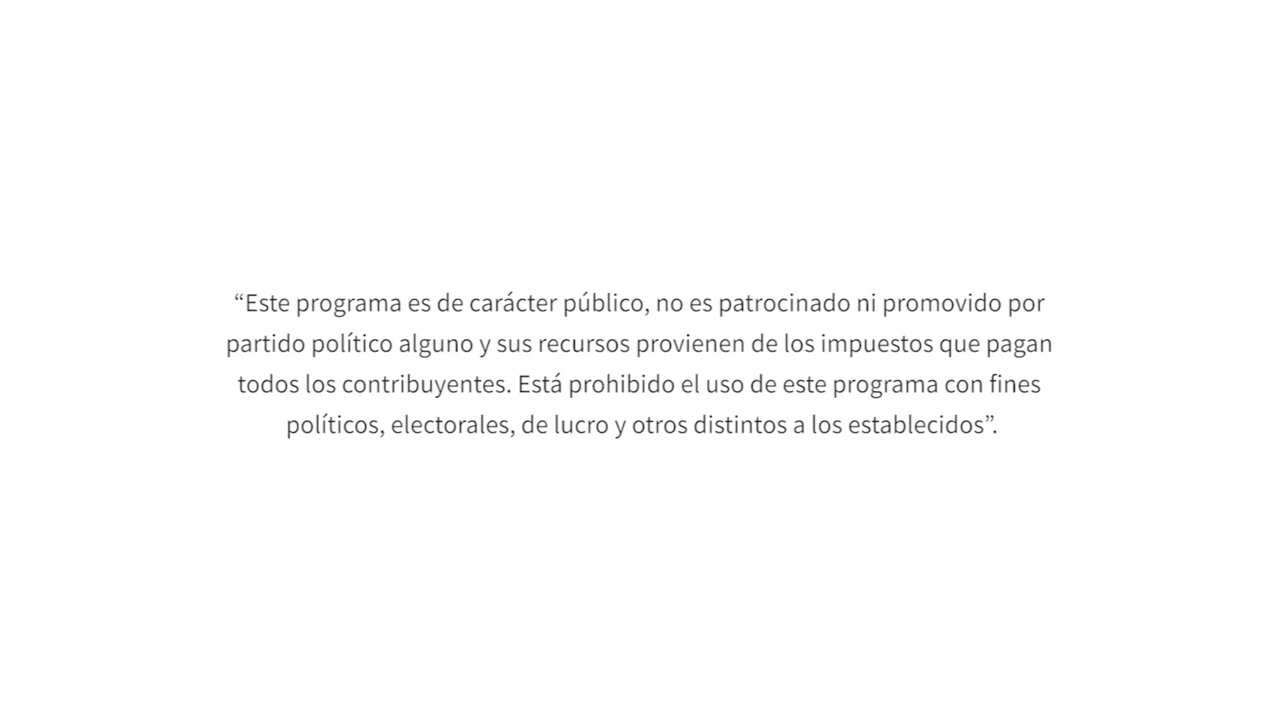 “Este programa es de carácter público, no es patrocinado ni promovido por
partido político alguno y sus recursos provienen de los impuestos que pagan
todos los contribuyentes. Está prohibido el uso de este programa con fines
políticos, electorales, de lucro y otros distintos a los establecidos”.